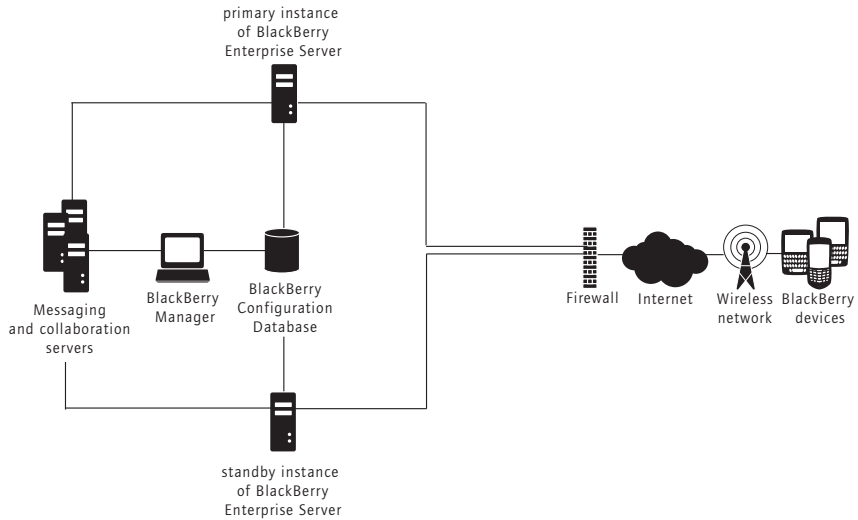 primary instance
of BlackBerry
Enterprise Server
Messaging
and collaboration
servers
BlackBerry
Manager
BlackBerry
Configuration
Database
Firewall
Internet
Wireless
network
BlackBerry
devices
standby instance
of BlackBerry
Enterprise Server